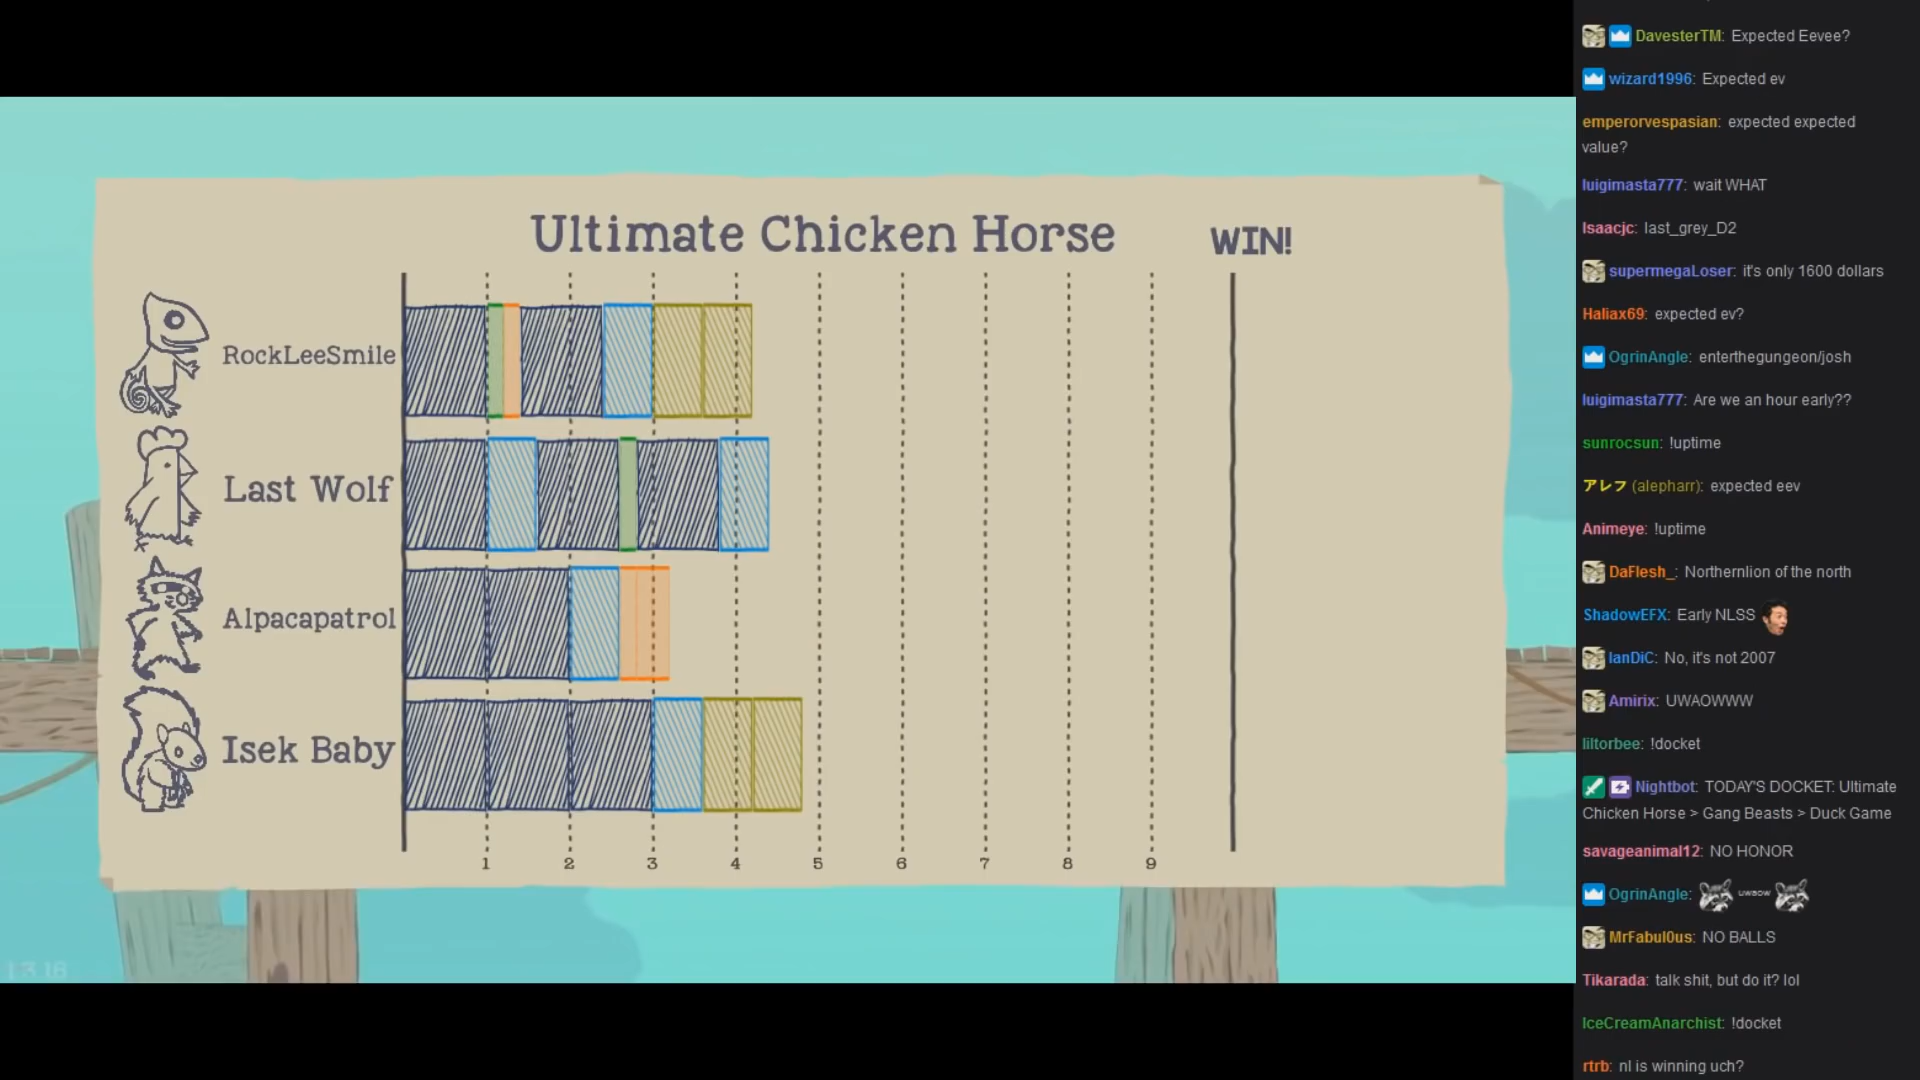 Ultimate Chicken Horse
WIN!
RockLeeSmile
Last Wolf
Alpacapatrol
Isek Baby
1 2 3 4 5 6 7 8 9
DavesterTM: Expected Eevee?
wizard1996: Expected ev
emperorvespasian: expected expected
value?
luigimasta777: wait WHAT
Isaacjc: last_grey_D2
supermegaLoser: it's only 1600 dollars
Haliax69: expected ev?
OgrinAngle: enterthegungeon/josh
luigimasta777: Are we an hour early??
sunrocsun: !uptime
アレフ (alepharr): expected eev
Animeye: !uptime
DaFlesh_: Northernlion of the north
ShadowEFX: Early NLSS
IanDiC: No, it's not 2007
Amirix: UWAOWWW
liltorbee: !docket
Nightbot: TODAY'S DOCKET: Ultimate
Chicken Horse > Gang Beasts > Duck Game
savageanimal12: NO HONOR
OgrinAngle: UWBOW
MrFabul0us: NO BALLS
Tikarada: talk shit, but do it? lol
IceCreamAnarchist: !docket
rtrb: nl is winning uch?